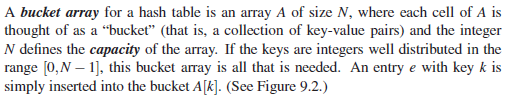 A bucket array for a hash table is an array A of size N, where each cell of A is
thought of as a “bucket” (that is, a collection of key-value pairs) and the integer
N defines the capacity of the array. If the keys are integers well distributed in the
range [0,N − 1], this bucket array is all that is needed. An entry e with key k is
simply inserted into the bucket A[k]. (See Figure 9.2.)